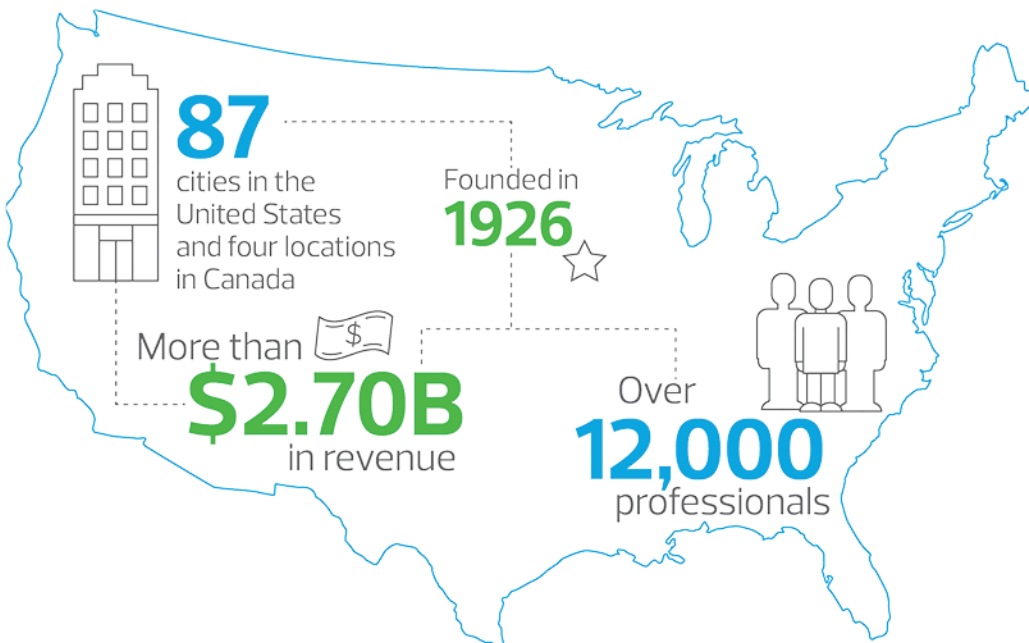 87
cities in the
United States
and four locations
in Canada
Founded in
1926
More than
$
$2.70B
in revenue
Over
12,000
professionals